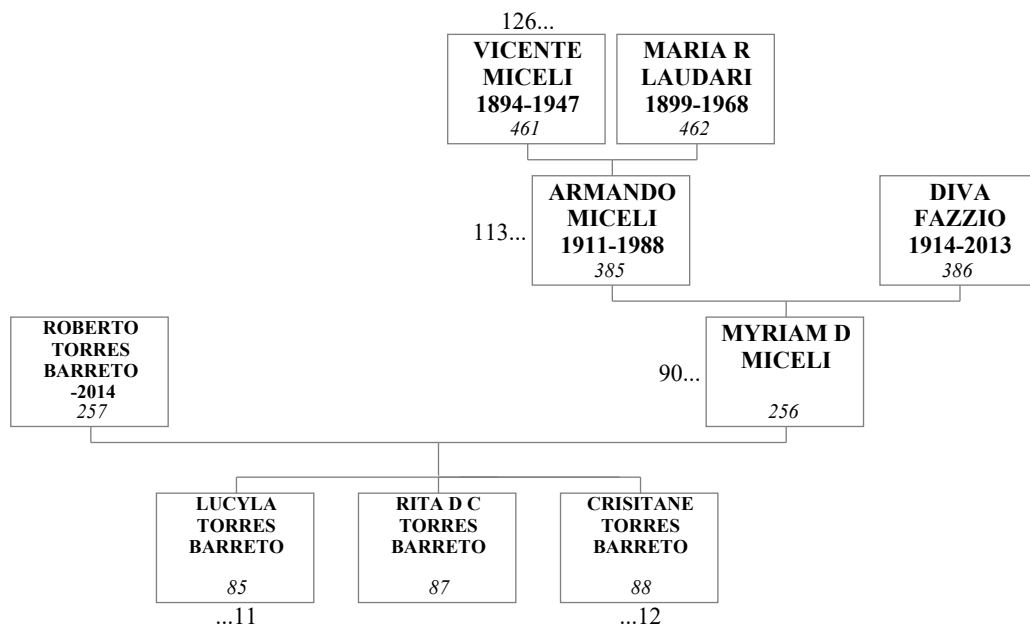 126...
VICENTE
MICELI
1894-1947
461
MARIA R
LAUDARI
1899-1968
462
113...
ARMANDO
MICELI
1911-1988
385
DIVA
FAZZIO
1914-2013
386
ROBERTO
TORRES
BARRETO
-2014
257
90...
MYRIAM D
MICELI
256
LUCYLA
TORRES
BARRETO
85
...11
RITA D C
TORRES
BARRETO
87
CRISITANE
TORRES
BARRETO
88
...12